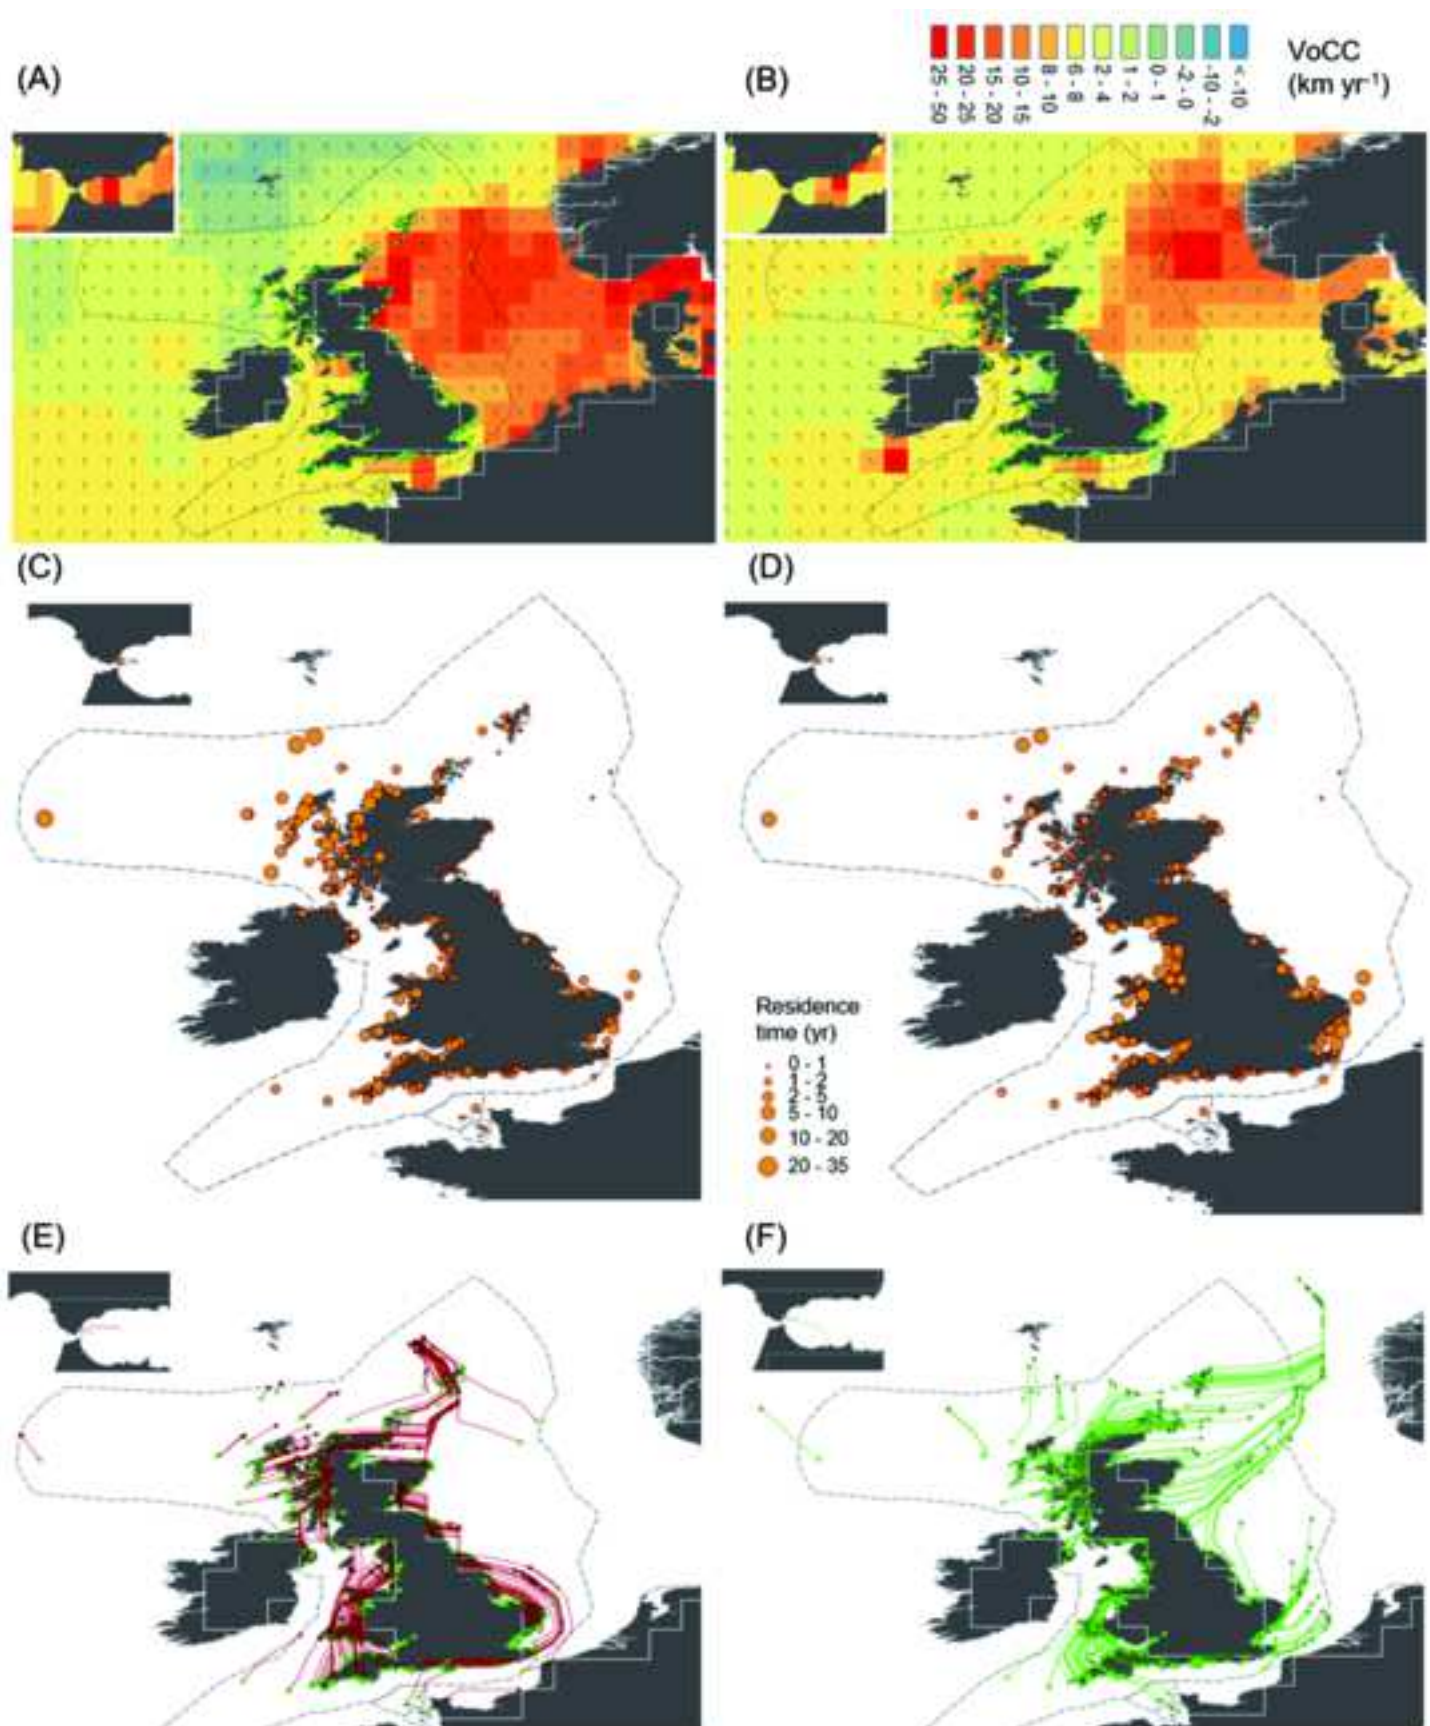 (A)
(B)
25 - 50
20 - 25
15 - 20
10 - 15
8 - 10
6 - 8
2 - 4
1 - 2
0 - 1
-2 - 0
-10 - -2
< -10
VoCC
(km yr-1)
(C)
(D)
Residence
time (yr)
0 - 1
1 - 2
2 - 5
5 - 10
10 - 20
20 - 35
(E)
(F)